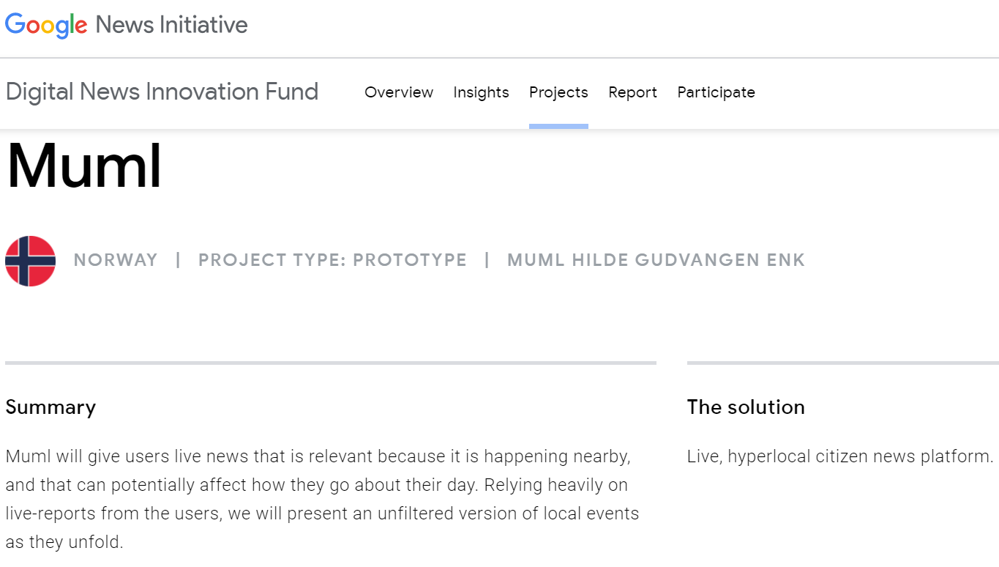 Google News Initiative
Digital News Innovation Fund
Overview Insights Projects Report Participate
Muml
NORWAY | PROJECT TYPE: PROTOTYPE | MUML HILDE GUDVANGEN ENK
Summary
Muml will give users live news that is relevant because it is happening nearby,
and that can potentially affect how they go about their day. Relying heavily on
live-reports from the users, we will present an unfiltered version of local events
as they unfold.
The solution
Live, hyperlocal citizen news platform.